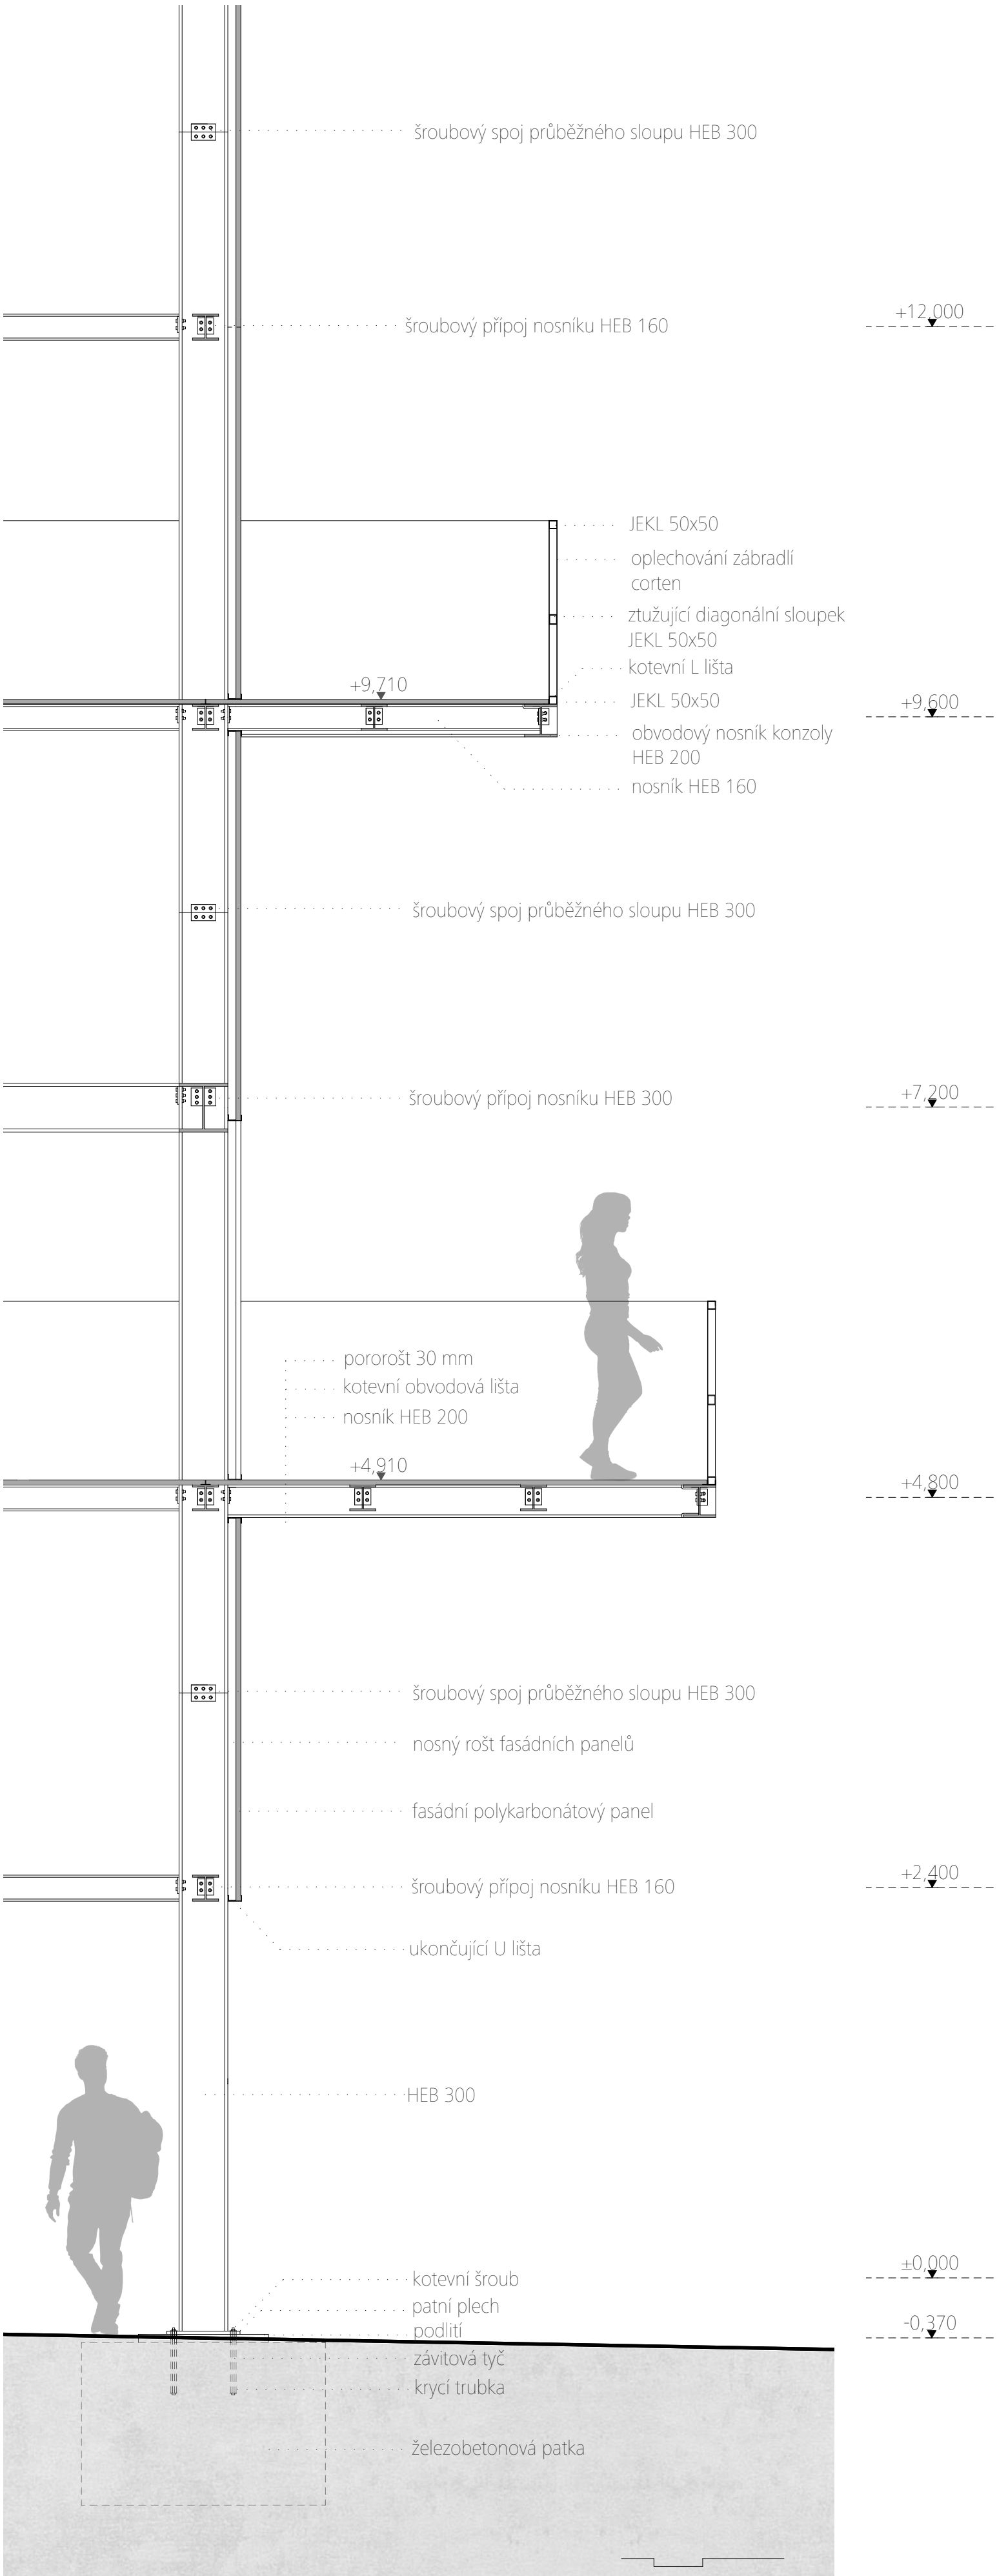 šroubový spoj průběžného sloupu HEB 300
+12,000
šroubový přípoj nosníku HEB 160
JEKL 50x50
oplechování zábradlí
corten
ztužující diagonální sloupek
JEKL 50x50
kotevní L lišta
+9,710
JEKL 50x50
+9,600
obvodový nosník konzoly
HEB 200
nosník HEB 160
šroubový spoj průběžného sloupu HEB 300
+7,200
šroubový přípoj nosníku HEB 300
pororošt 30 mm
kotevní obvodová lišta
nosník HEB 200
+4,910
+4,800
šroubový spoj průběžného sloupu HEB 300
nosný rošt fasádních panelů
fasádní polykarbonátový panel
+2,400
šroubový přípoj nosníku HEB 160
ukončující U lišta
HEB 300
±0,000
kotevní šroub
patní plech
-0,370
podlití
závitová tyč
krycí trubka
železobetonová patka